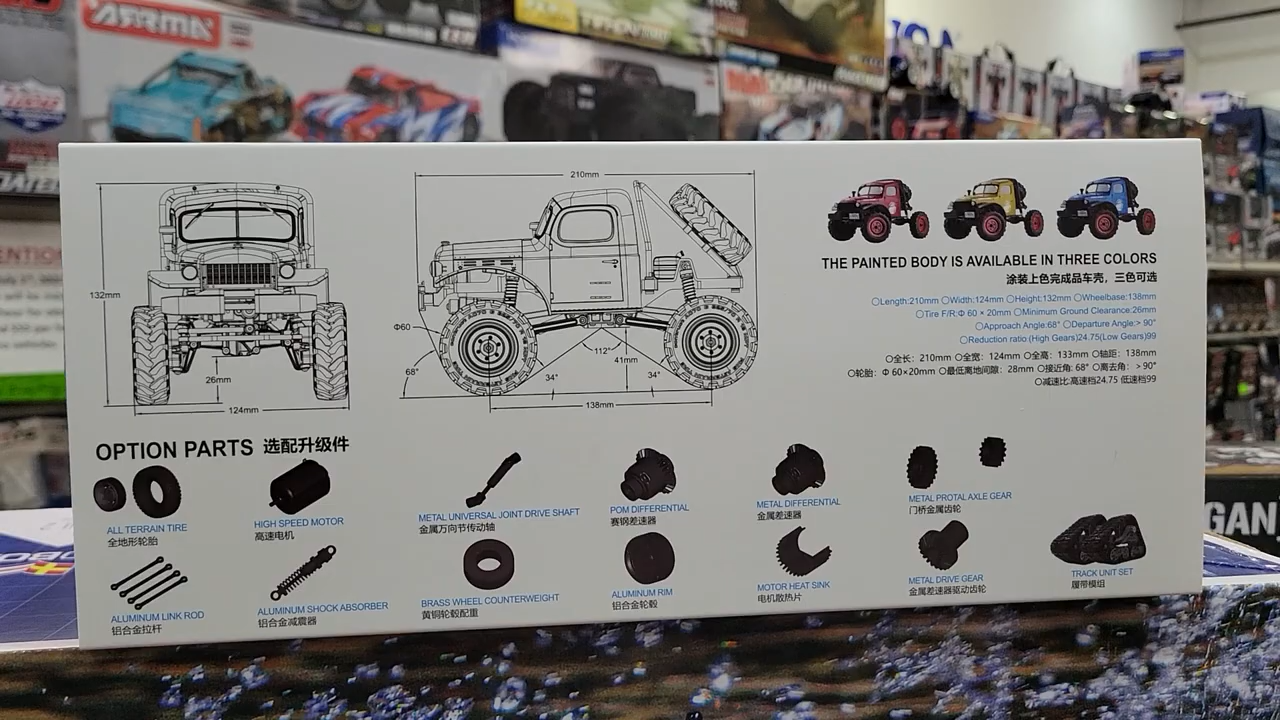 ARRMA
210mm
132mm
26mm
124mm
Φ60
68°
112°
41mm
34°
34°
138mm
THE PAINTED BODY IS AVAILABLE IN THREE COLORS
涂装上色完成品车壳，三色可选
○Length:210mm ○Width:124mm ○Height:132mm ○Wheelbase:138mm
○Tire F/R:Φ 60 × 20mm ○Minimum Ground Clearance:26mm
○Approach Angle:68° ○Departure Angle:> 90°
○Reduction ratio (High Gears)24.75(Low Gears)99
○全长：210mm ○全宽：124mm ○全高：133mm ○轴距：138mm
○轮胎：Φ 60×20mm ○最低离地间隙：28mm ○接近角: 68° ○离去角：> 90°
○减速比:高速档24.75 低速档99
OPTION PARTS 选配升级件
ALL TERRAIN TIRE
全地形轮胎
HIGH SPEED MOTOR
高速电机
METAL UNIVERSAL JOINT DRIVE SHAFT
金属万向节传动轴
POM DIFFERENTIAL
赛钢差速器
METAL DIFFERENTIAL
金属差速器
METAL PROTAL AXLE GEAR
门桥金属齿轮
ALUMINUM LINK ROD
铝合金拉杆
ALUMINUM SHOCK ABSORBER
铝合金减震器
BRASS WHEEL COUNTERWEIGHT
黄铜轮毂配重
ALUMINUM RIM
铝合金轮毂
MOTOR HEAT SINK
电机散热片
METAL DRIVE GEAR
金属差速器驱动齿轮
TRACK UNIT SET
履带模组
GAN